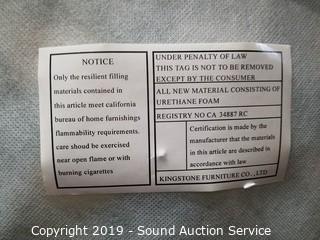 NOTICE
Only the resilient filling
materials contained in
this article meet california
bureau of home furnishings
flammability requirements.
care shoud be exercised
near open flame or with
burning cigarettes
UNDER PENALTY OF LAW
THIS TAG IS NOT TO BE REMOVED
EXCEPT BY THE CONSUMER
ALL NEW MATERIAL CONSISTING OF
URETHANE FOAM
REGISTRY NO CA 34887 RC
Certification is made by the
manufacturer that the materials
in this article are described in
accordance with law
KINGSTONE FURNITURE CO. ,LTD
Copyright 2019 - Sound Auction Service